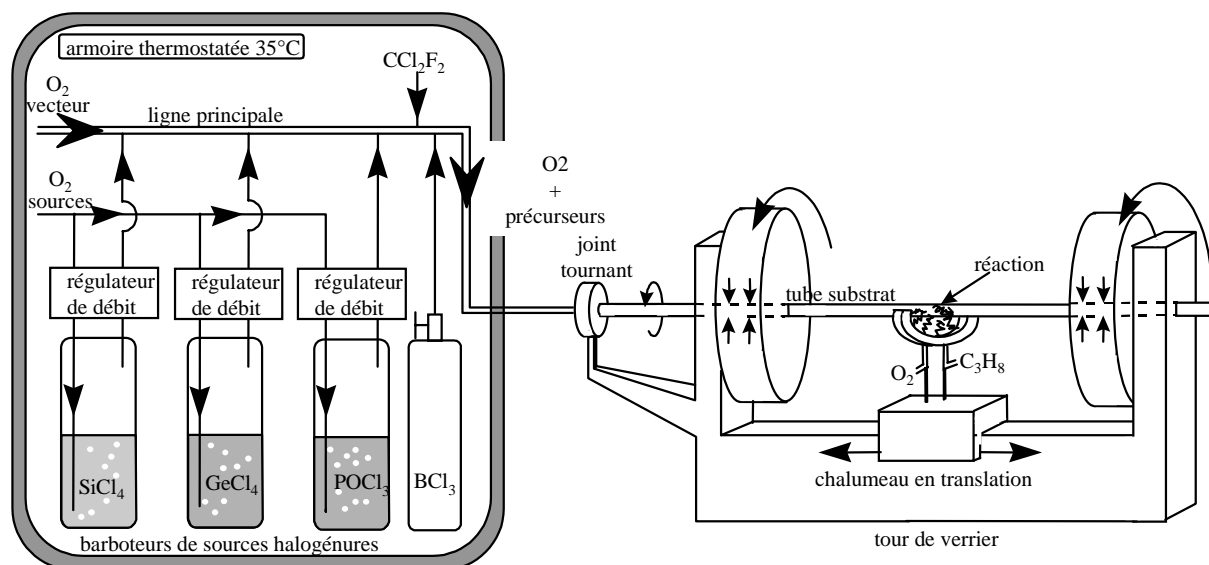 armoire thermostatée 35°C
CCl₂F₂
O₂
vecteur
ligne principale
O₂
sources
régulateur
de débit
régulateur
de débit
régulateur
de débit
SiCl₄
GeCl₄
POCl₃
BCl₃
barboteurs de sources halogénures
O2
+
précurseurs
joint
tournant
réaction
tube substrat
O₂
C₃H₈
chalumeau en translation
tour de verrier